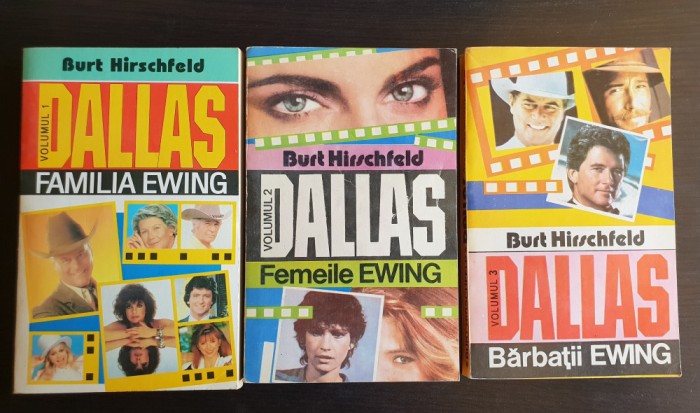 Burt Hirschfeld
VOLUMUL 1
DALLAS
FAMILIA EWING
Burt Hirschfeld
VOLUMUL 2
DALLAS
Femeile EWING
Burt Hirschfeld
VOLUMUL 3
DALLAS
Bărbaţii EWING